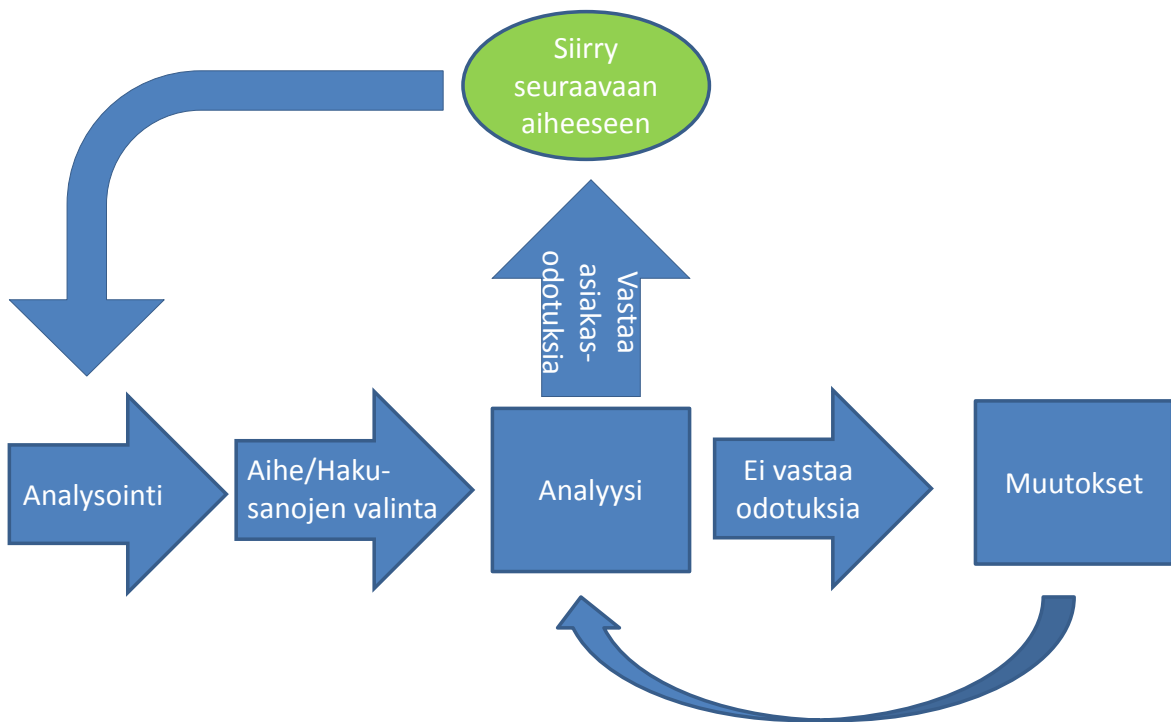 Siirry
seuraavaan
aiheeseen
Vastaa
asiakas-
odotuksia
Analysointi
Aihe/Haku-
sanojen valinta
Analyysi
Ei vastaa
odotuksia
Muutokset